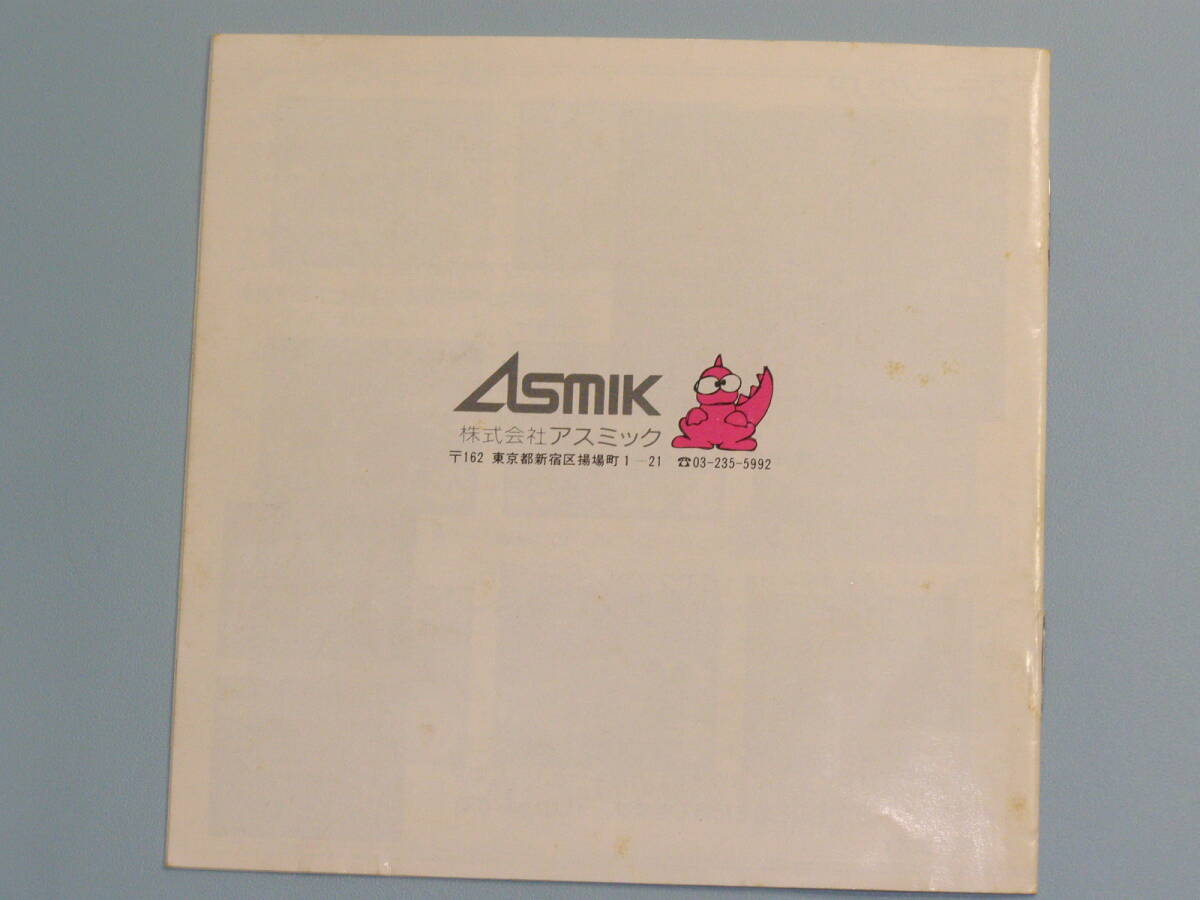 ASMIK
株式会社アスミック
〒162 東京都新宿区揚場町1-21 ☎03-235-5992